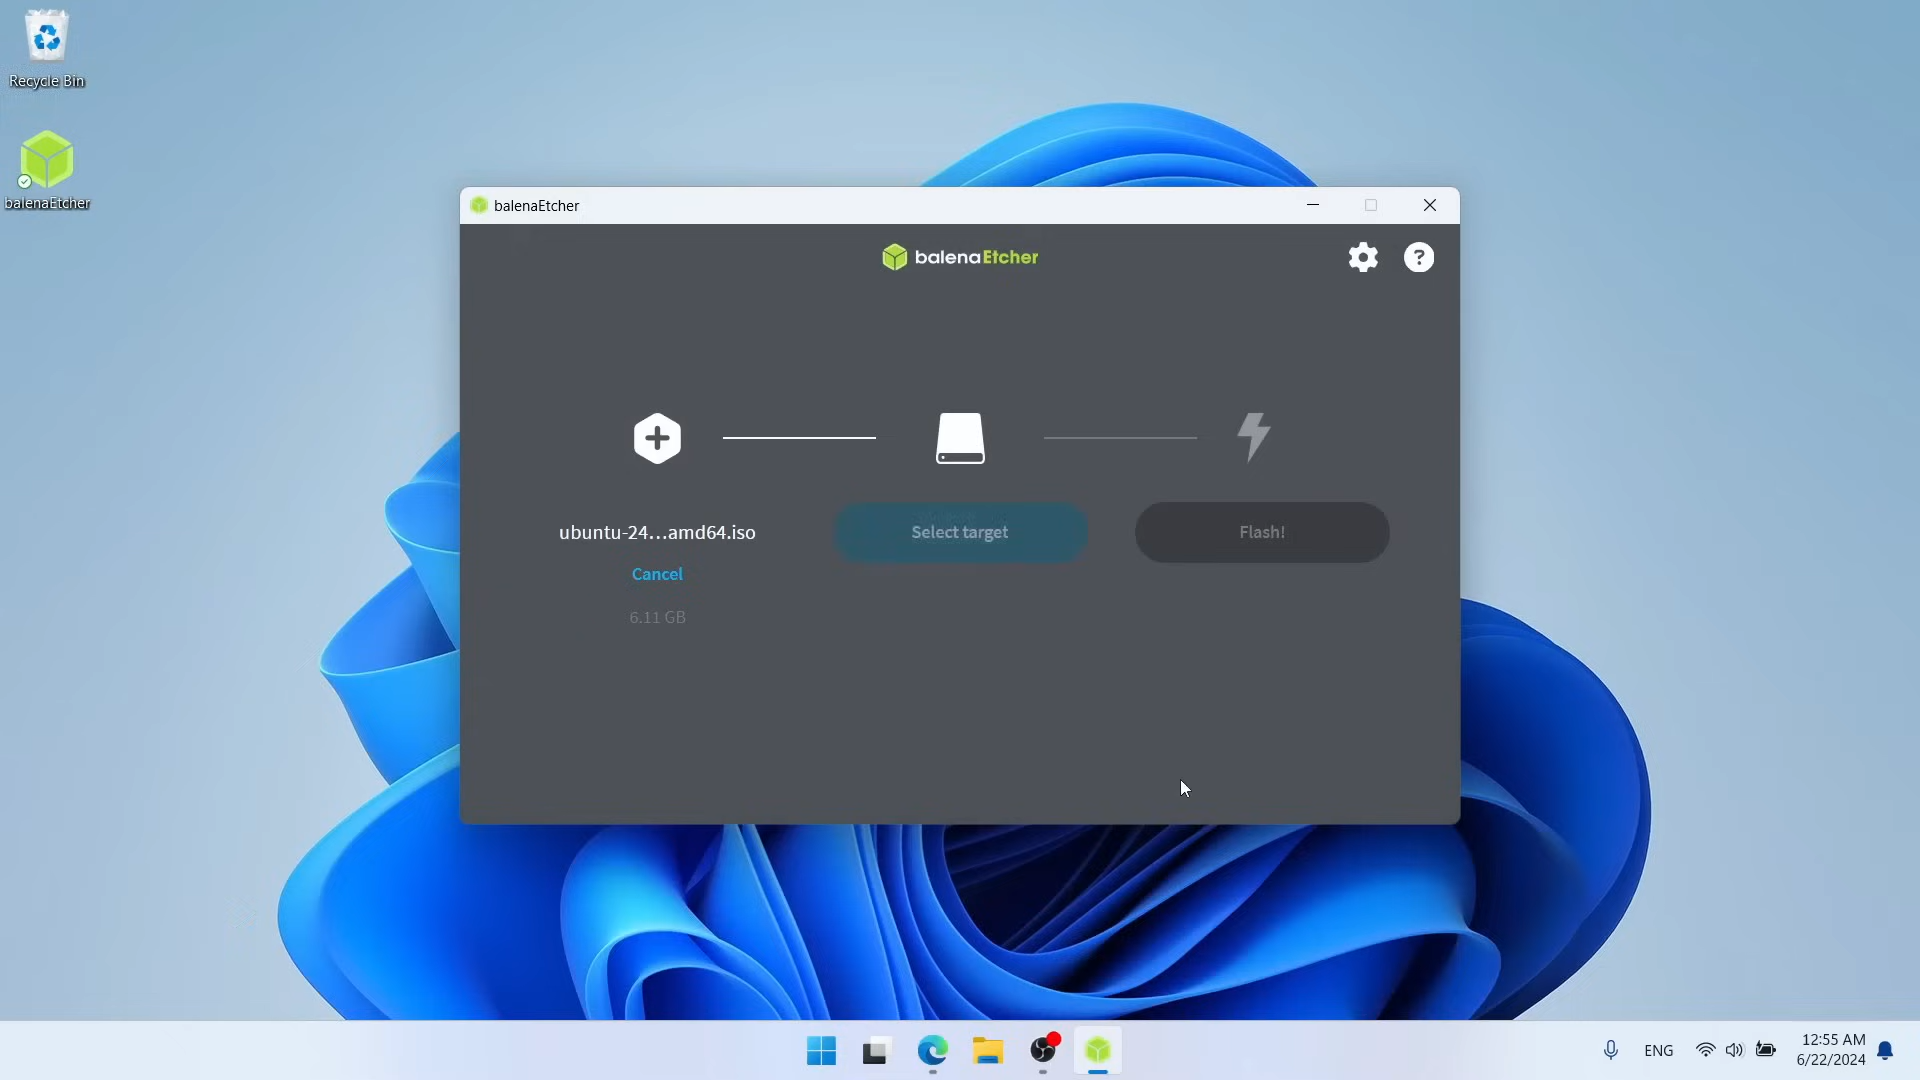 Recycle Bin
balenaEtcher
balenaEtcher
balenaEtcher
ubuntu-24...amd64.iso
Select target
Flash!
Cancel
6.11 GB
ENG
12:55 AM
6/22/2024